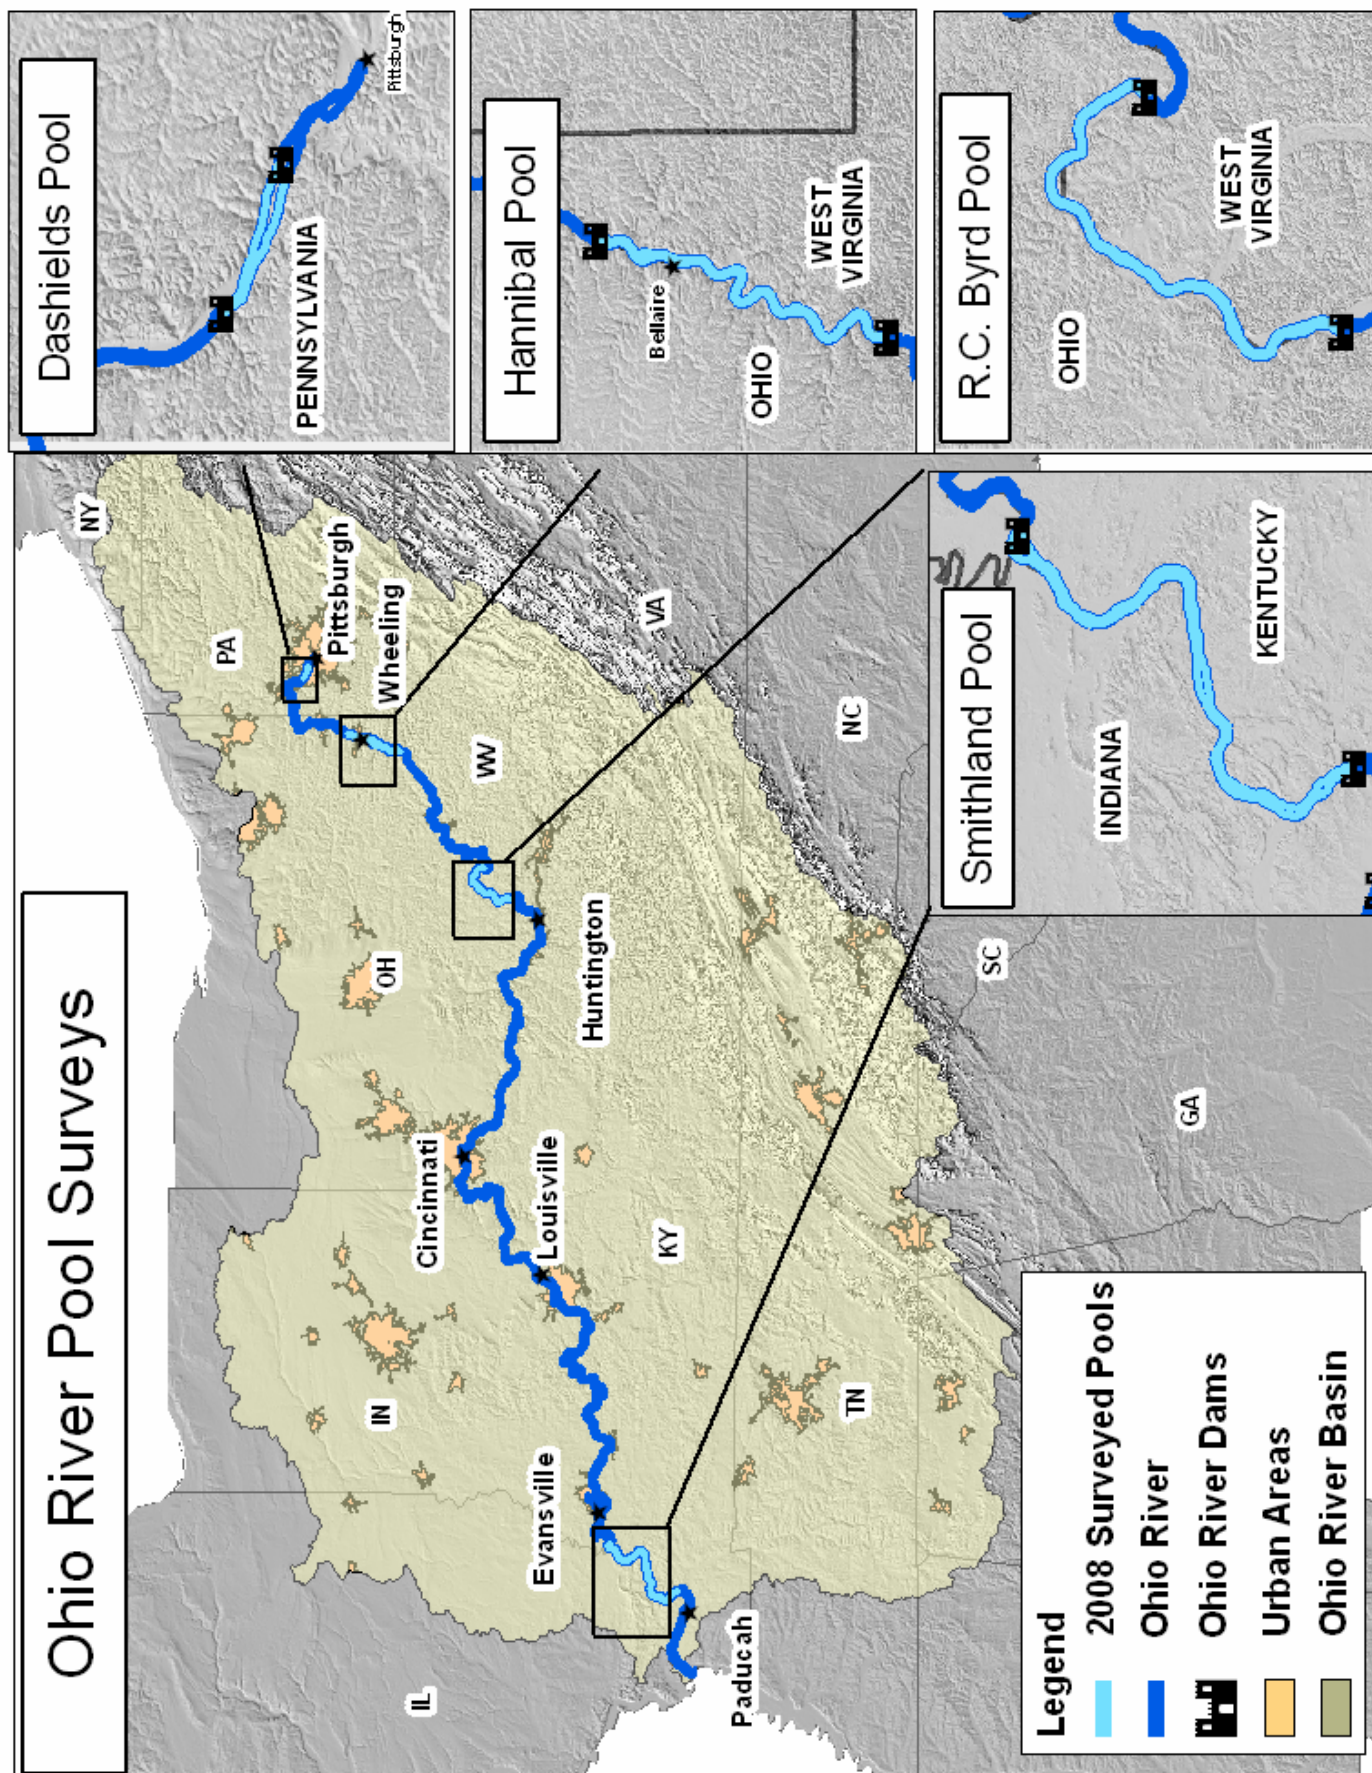 Ohio River Pool Surveys
NY
PA
Pittsburgh
Wheeling
WV
VA
OH
Huntington
NC
Cincinnati
Louisville
KY
SC
IN
Evansville
TN
GA
IL
Paducah
Legend
2008 Surveyed Pools
Ohio River
Ohio River Dams
Urban Areas
Ohio River Basin
Dashields Pool
PENNSYLVANIA
Pittsburgh
Hannibal Pool
Bellaire
OHIO
WEST
VIRGINIA
R.C. Byrd Pool
OHIO
WEST
VIRGINIA
Smithland Pool
INDIANA
KENTUCKY